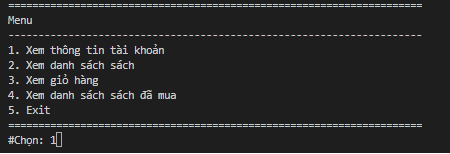 ======================================================================
Menu
----------------------------------------------------------------------
1. Xem thông tin tài khoản
2. Xem danh sách sách
3. Xem giỏ hàng
4. Xem danh sách sách đã mua
5. Exit
======================================================================
#Chọn: 1